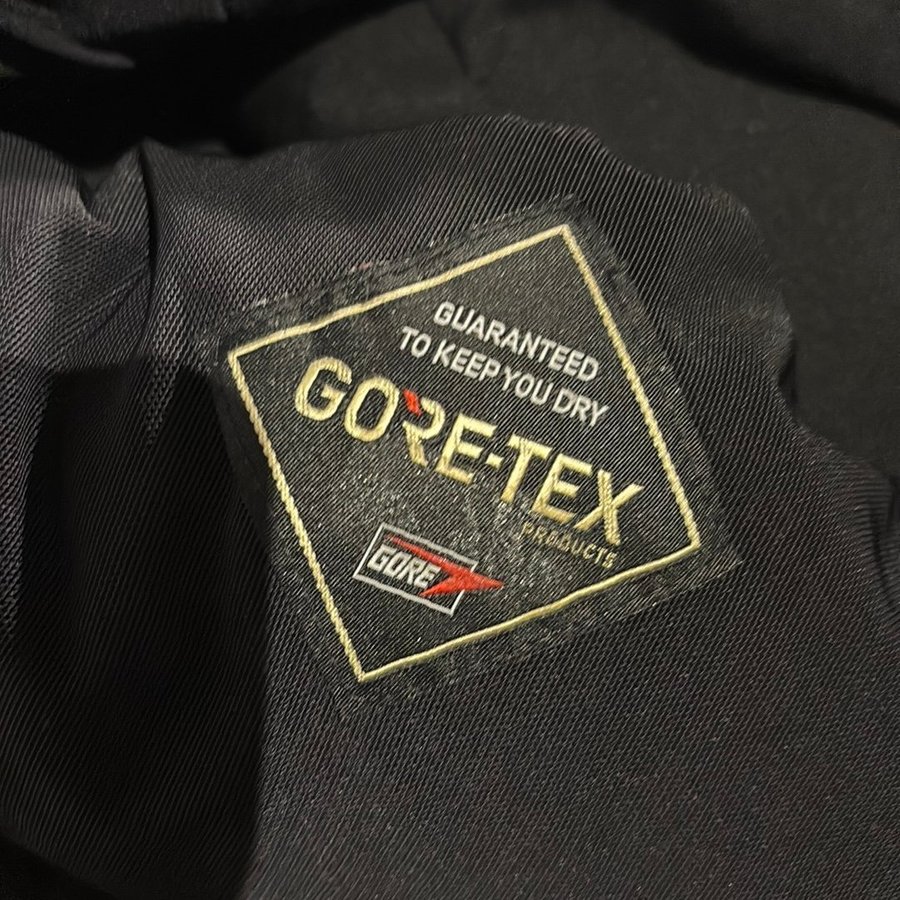 GUARANTEED
TO KEEP YOU DRY
GORE-TEX
PRODUCTS
GORE